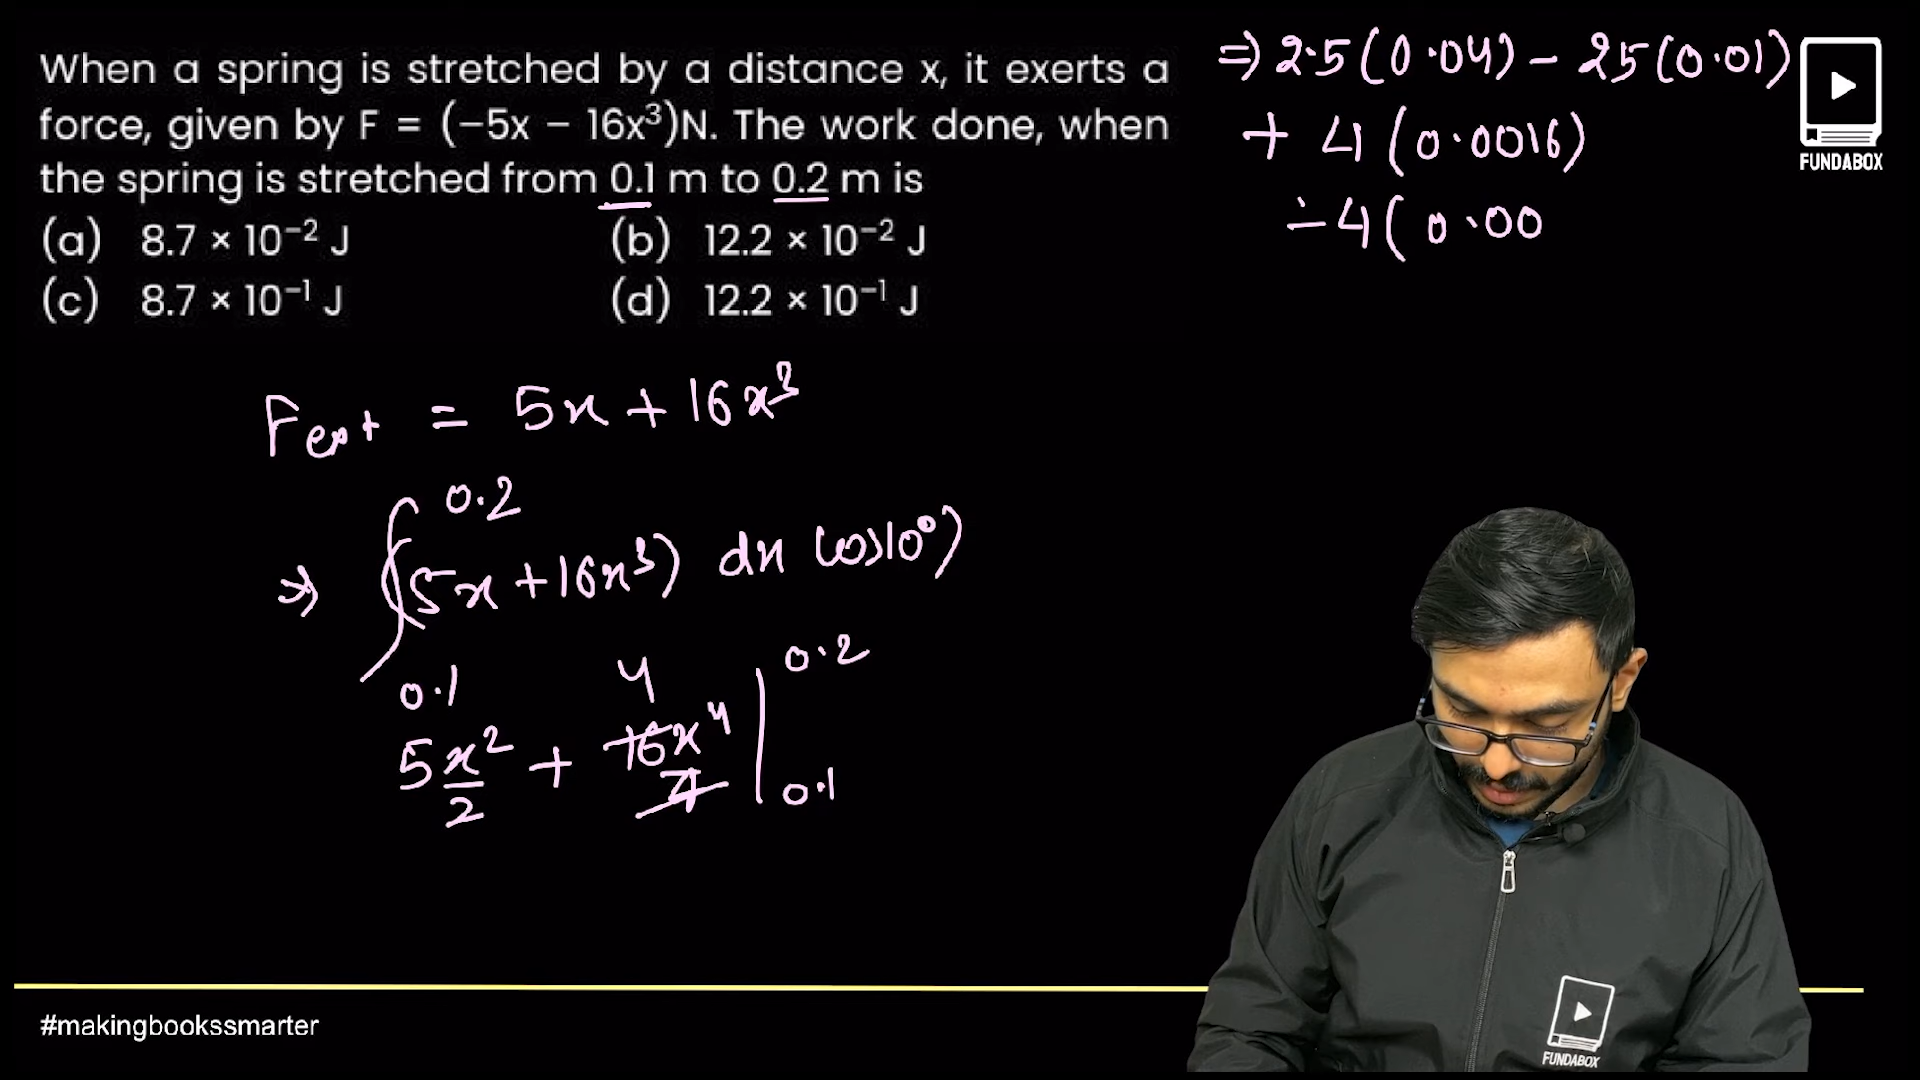 When a spring is stretched by a distance x, it exerts a
force, given by F = (−5x − 16x³)N. The work done, when
the spring is stretched from 0.1 m to 0.2 m is
(a) 8.7 × 10⁻² J (b) 12.2 × 10⁻² J
(c) 8.7 × 10⁻¹ J (d) 12.2 × 10⁻¹ J
Fext = 5x + 16x³
0.2
⇒ ∫(5x + 16x³) dx cos(0°)
0.1
4
5x²/2 + 16x⁴/4 | 0.2
0.1
⇒ 2.5(0.04) − 25(0.01)
+ 4(0.0016)
− 4(0.00
FUNDABOX
FUNDABOX
#makingbookssmarter